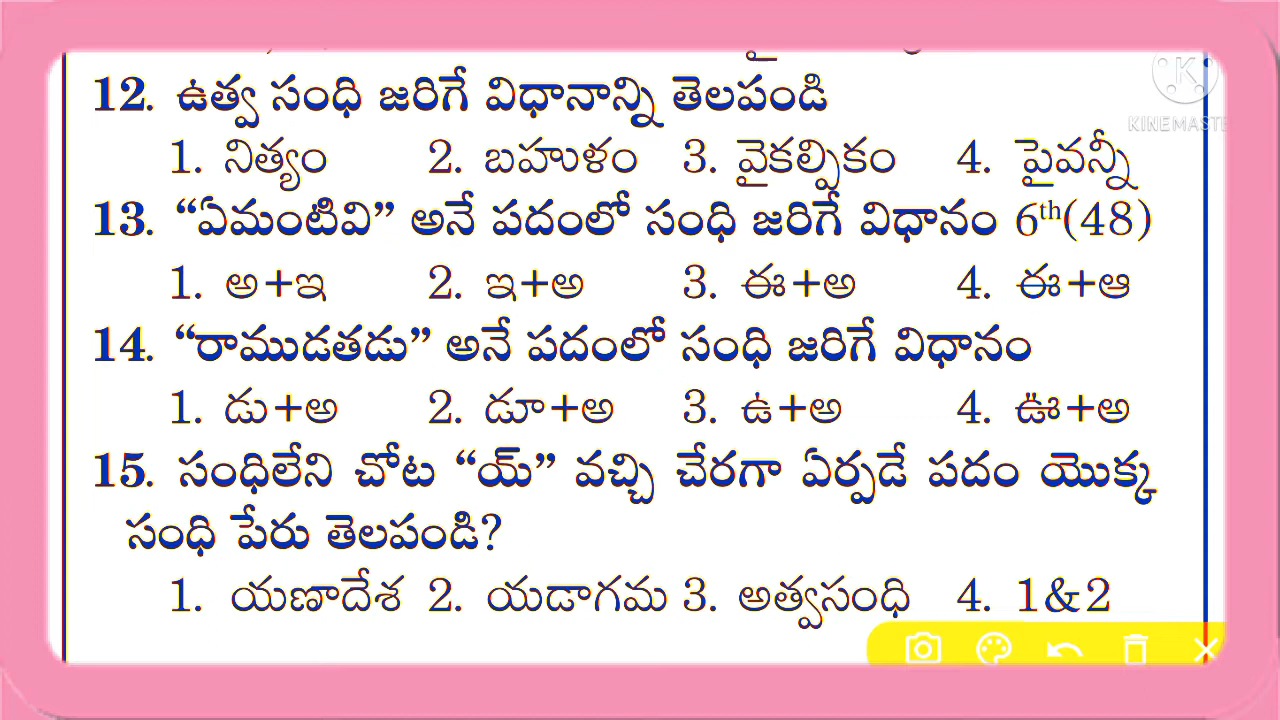 12. ఉత్వ సంధి జరిగే విధానాన్ని తెలపండి
1. నిత్యం 2. బహుళం 3. వైకల్పికం 4. పైవన్నీ
13. “ఏమంటివి” అనే పదంలో సంధి జరిగే విధానం 6th(48)
1. అ+ఇ 2. ఇ+అ 3. ఈ+అ 4. ఈ+ఆ
14. “రాముడతడు” అనే పదంలో సంధి జరిగే విధానం
1. డు+అ 2. డూ+అ 3. ఉ+అ 4. ఊ+అ
15. సంధిలేని చోట “య్” వచ్చి చేరగా ఏర్పడే పదం యొక్క
సంధి పేరు తెలపండి?
1. యణాదేశ 2. యడాగమ 3. అత్వసంధి 4. 1&2
K
KINEMASTE